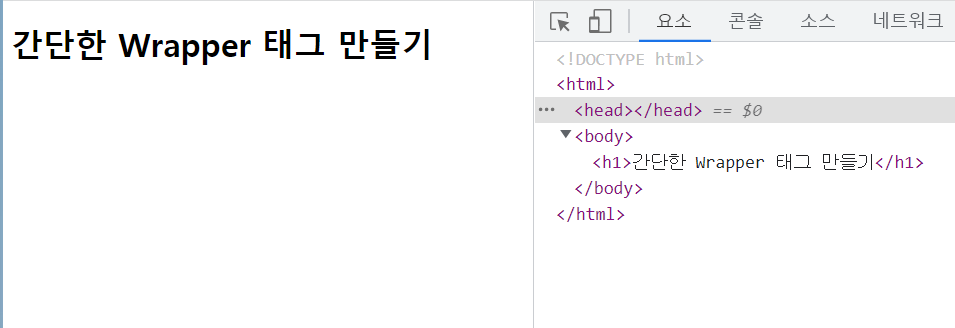 간단한 Wrapper 태그 만들기
요소 콘솔 소스 네트워크
<!DOCTYPE html>
<html>
… <head></head> == $0
<body>
<h1>간단한 Wrapper 태그 만들기</h1>
</body>
</html>